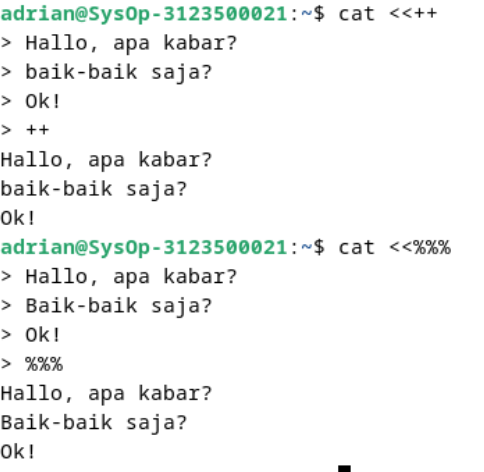 adrian@SysOp-3123500021:~$ cat <<++
> Hallo, apa kabar?
> baik-baik saja?
> Ok!
> ++
Hallo, apa kabar?
baik-baik saja?
Ok!
adrian@SysOp-3123500021:~$ cat <<%%%
> Hallo, apa kabar?
> Baik-baik saja?
> Ok!
> %%%
Hallo, apa kabar?
Baik-baik saja?
Ok!